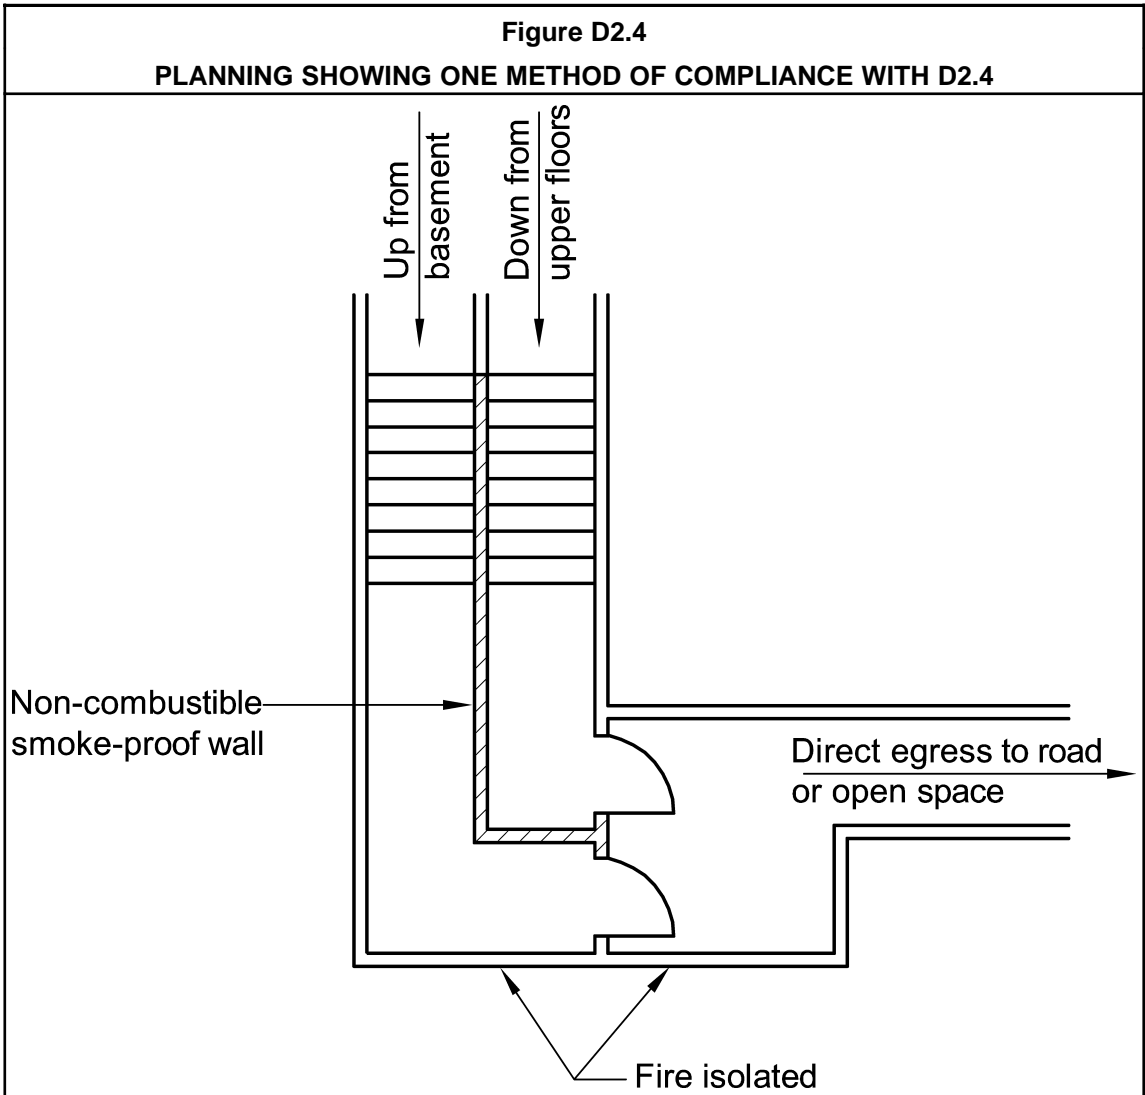 Figure D2.4
PLANNING SHOWING ONE METHOD OF COMPLIANCE WITH D2.4
Up from
basement
Down from
upper floors
Non-combustible
smoke-proof wall
Direct egress to road
or open space
Fire isolated